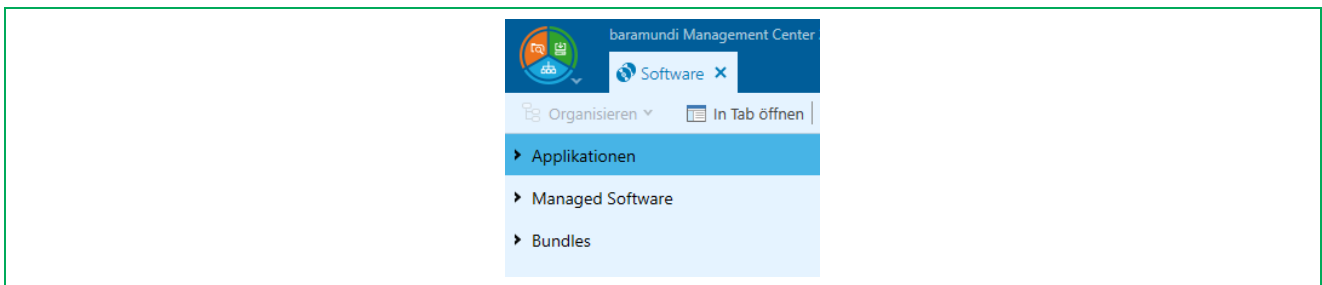 baramundi Management Center
Software
Organisieren
In Tab öffnen
Applikationen
Managed Software
Bundles